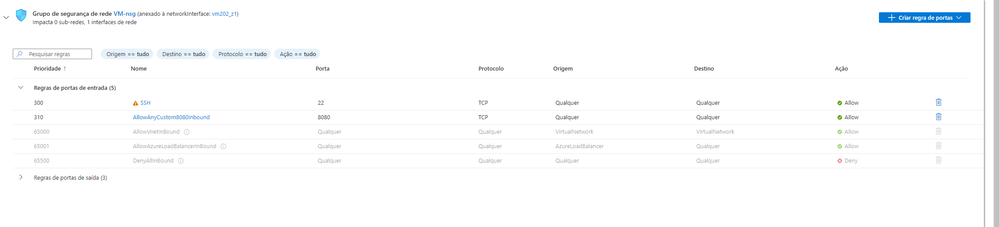 Grupo de segurança de rede VM-nsg (anexado à networkInterface: vm202_z1)
Impacta 0 sub-redes, 1 interfaces de rede
Criar regra de portas
Pesquisar regras
Origem == tudo
Destino == tudo
Protocolo == tudo
Ação == tudo
Prioridade ↑ Nome Porta Protocolo Origem Destino Ação
Regras de portas de entrada (5)
300 SSH 22 TCP Qualquer Qualquer Allow
310 AllowAnyCustom8080Inbound 8080 TCP Qualquer Qualquer Allow
65000 AllowVnetInBound Qualquer Qualquer VirtualNetwork VirtualNetwork Allow
65001 AllowAzureLoadBalancerInBound Qualquer Qualquer AzureLoadBalancer Qualquer Allow
65500 DenyAllInBound Qualquer Qualquer Qualquer Qualquer Deny
Regras de portas de saída (3)